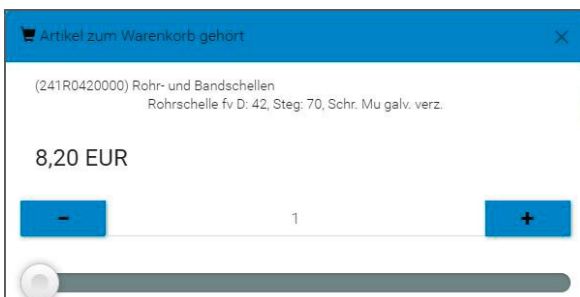 Artikel zum Warenkorb gehört ×
(241R0420000) Rohr- und Bandschellen
Rohrschelle fv D: 42, Steg: 70, Schr. Mu galv. verz.
8,20 EUR
- 1 +